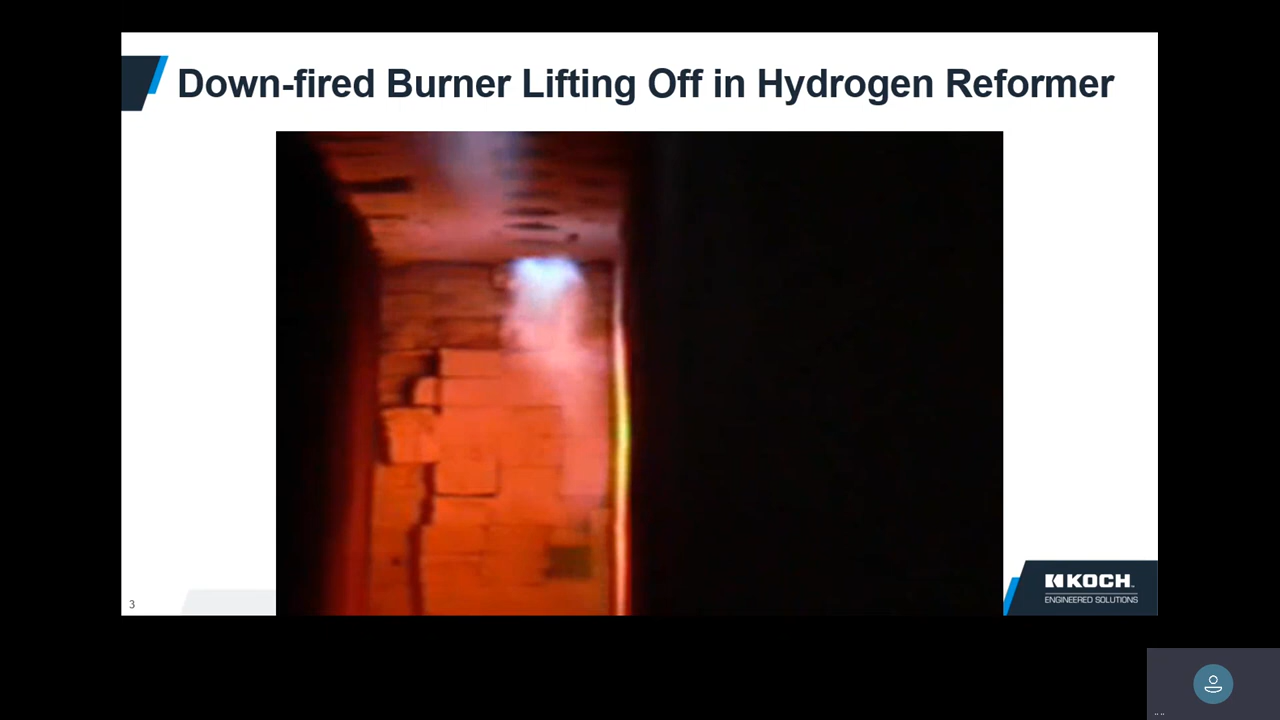 Down-fired Burner Lifting Off in Hydrogen Reformer
3
KOCH
ENGINEERED SOLUTIONS